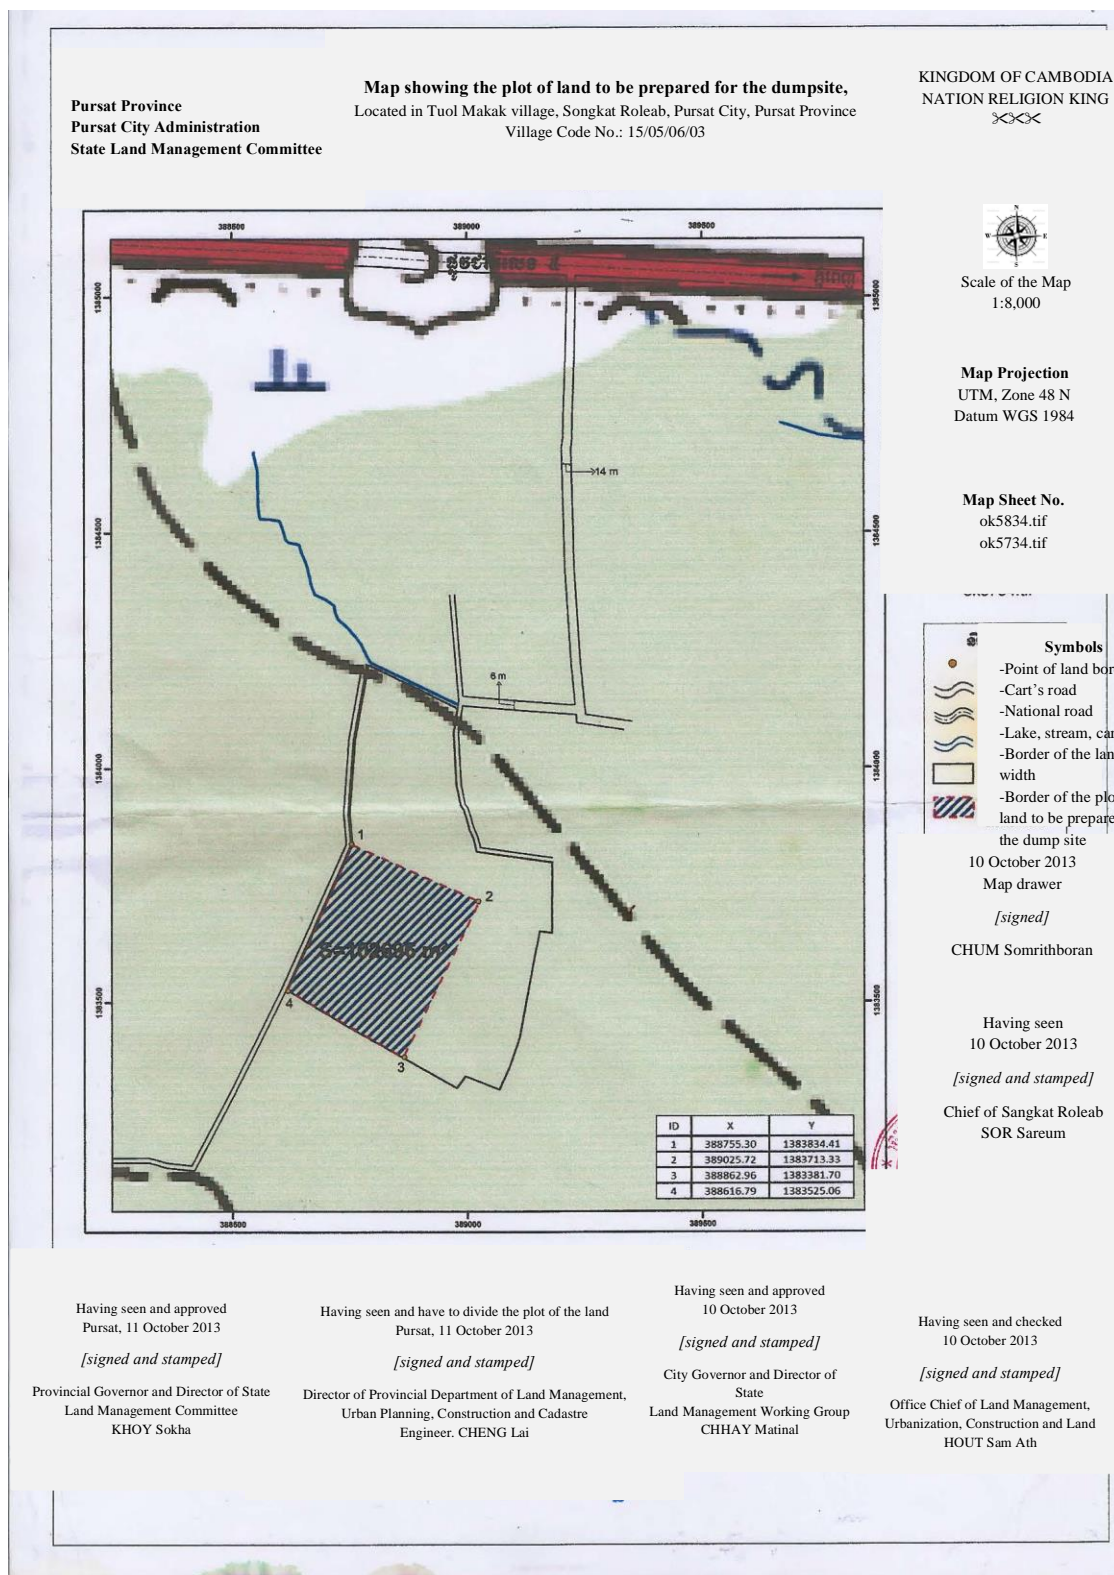 Pursat Province
Pursat City Administration
State Land Management Committee
Map showing the plot of land to be prepared for the dumpsite,
Located in Tuol Makak village, Songkat Roleab, Pursat City, Pursat Province
Village Code No.: 15/05/06/03
KINGDOM OF CAMBODIA
NATION RELIGION KING
Scale of the Map
1:8,000
Map Projection
UTM, Zone 48 N
Datum WGS 1984
Map Sheet No.
ok5834.tif
ok5734.tif
Symbols
-Point of land bor
-Cart's road
-National road
-Lake, stream, ca
-Border of the lan
width
-Border of the plo
land to be prepare
the dump site
10 October 2013
Map drawer
[signed]
CHUM Somrithboran
Having seen
10 October 2013
[signed and stamped]
Chief of Sangkat Roleab
SOR Sareum
N
W E
S
388500 389000 389500
1385000 1385000
1384500 1384500
1384000 1384000
1383500 1383500
14 m
6 m
1
2
3
4
ID X Y
1 388755.30 1383834.41
2 389025.72 1383713.33
3 388862.96 1383381.70
4 388616.79 1383525.06
388500 389000 389500
Having seen and approved
Pursat, 11 October 2013
[signed and stamped]
Provincial Governor and Director of State
Land Management Committee
KHOY Sokha
Having seen and have to divide the plot of the land
Pursat, 11 October 2013
[signed and stamped]
Director of Provincial Department of Land Management,
Urban Planning, Construction and Cadastre
Engineer. CHENG Lai
Having seen and approved
10 October 2013
[signed and stamped]
City Governor and Director of
State
Land Management Working Group
CHHAY Matinal
Having seen and checked
10 October 2013
[signed and stamped]
Office Chief of Land Management,
Urbanization, Construction and Land
HOUT Sam Ath